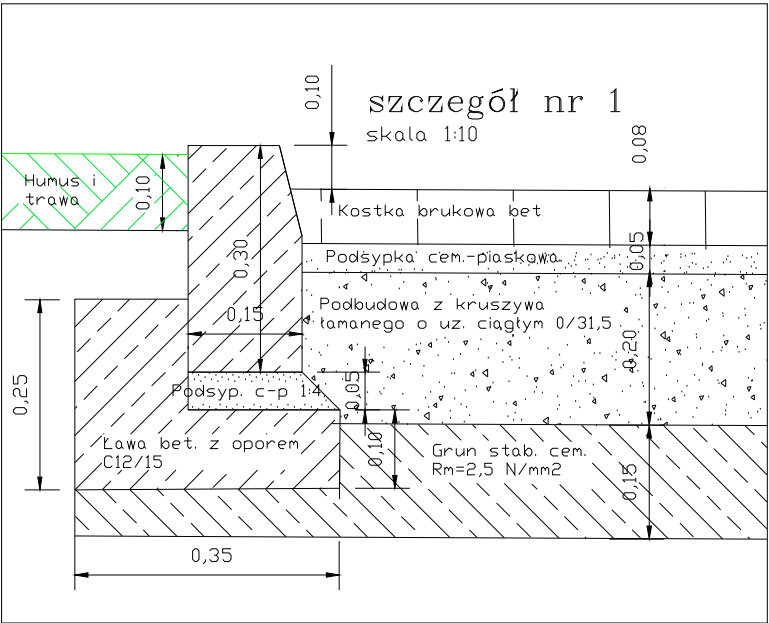 0,10
szczegół nr 1
skala 1:10
0,08
Humus i
trawa
0,10
Kostka brukowa bet
0,30
Podsypka cem.-piaskowa
0,05
0,15
Podbudowa z kruszywa
łamanego o uz. ciągłym 0/31,5
0,20
0,25
Podsyp. c-p 1:4
0,05
Ława bet. z oporem
C12/15
0,10
Grun stab. cem.
Rm=2,5 N/mm2
0,15
0,35